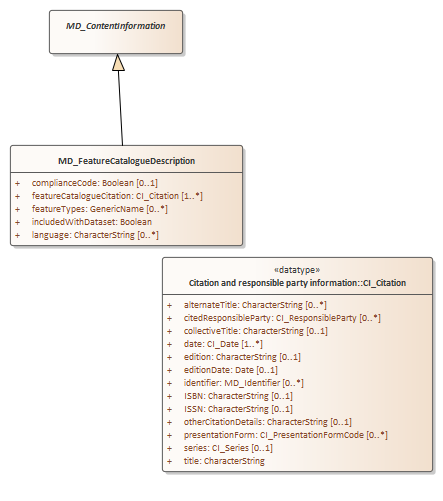 MD_ContentInformation
MD_FeatureCatalogueDescription
+ complianceCode: Boolean [0..1]
+ featureCatalogueCitation: CI_Citation [1..*]
+ featureTypes: GenericName [0..*]
+ includedWithDataset: Boolean
+ language: CharacterString [0..*]
«datatype»
Citation and responsible party information::CI_Citation
+ alternateTitle: CharacterString [0..*]
+ citedResponsibleParty: CI_ResponsibleParty [0..*]
+ collectiveTitle: CharacterString [0..1]
+ date: CI_Date [1..*]
+ edition: CharacterString [0..1]
+ editionDate: Date [0..1]
+ identifier: MD_Identifier [0..*]
+ ISBN: CharacterString [0..1]
+ ISSN: CharacterString [0..1]
+ otherCitationDetails: CharacterString [0..1]
+ presentationForm: CI_PresentationFormCode [0..*]
+ series: CI_Series [0..1]
+ title: CharacterString